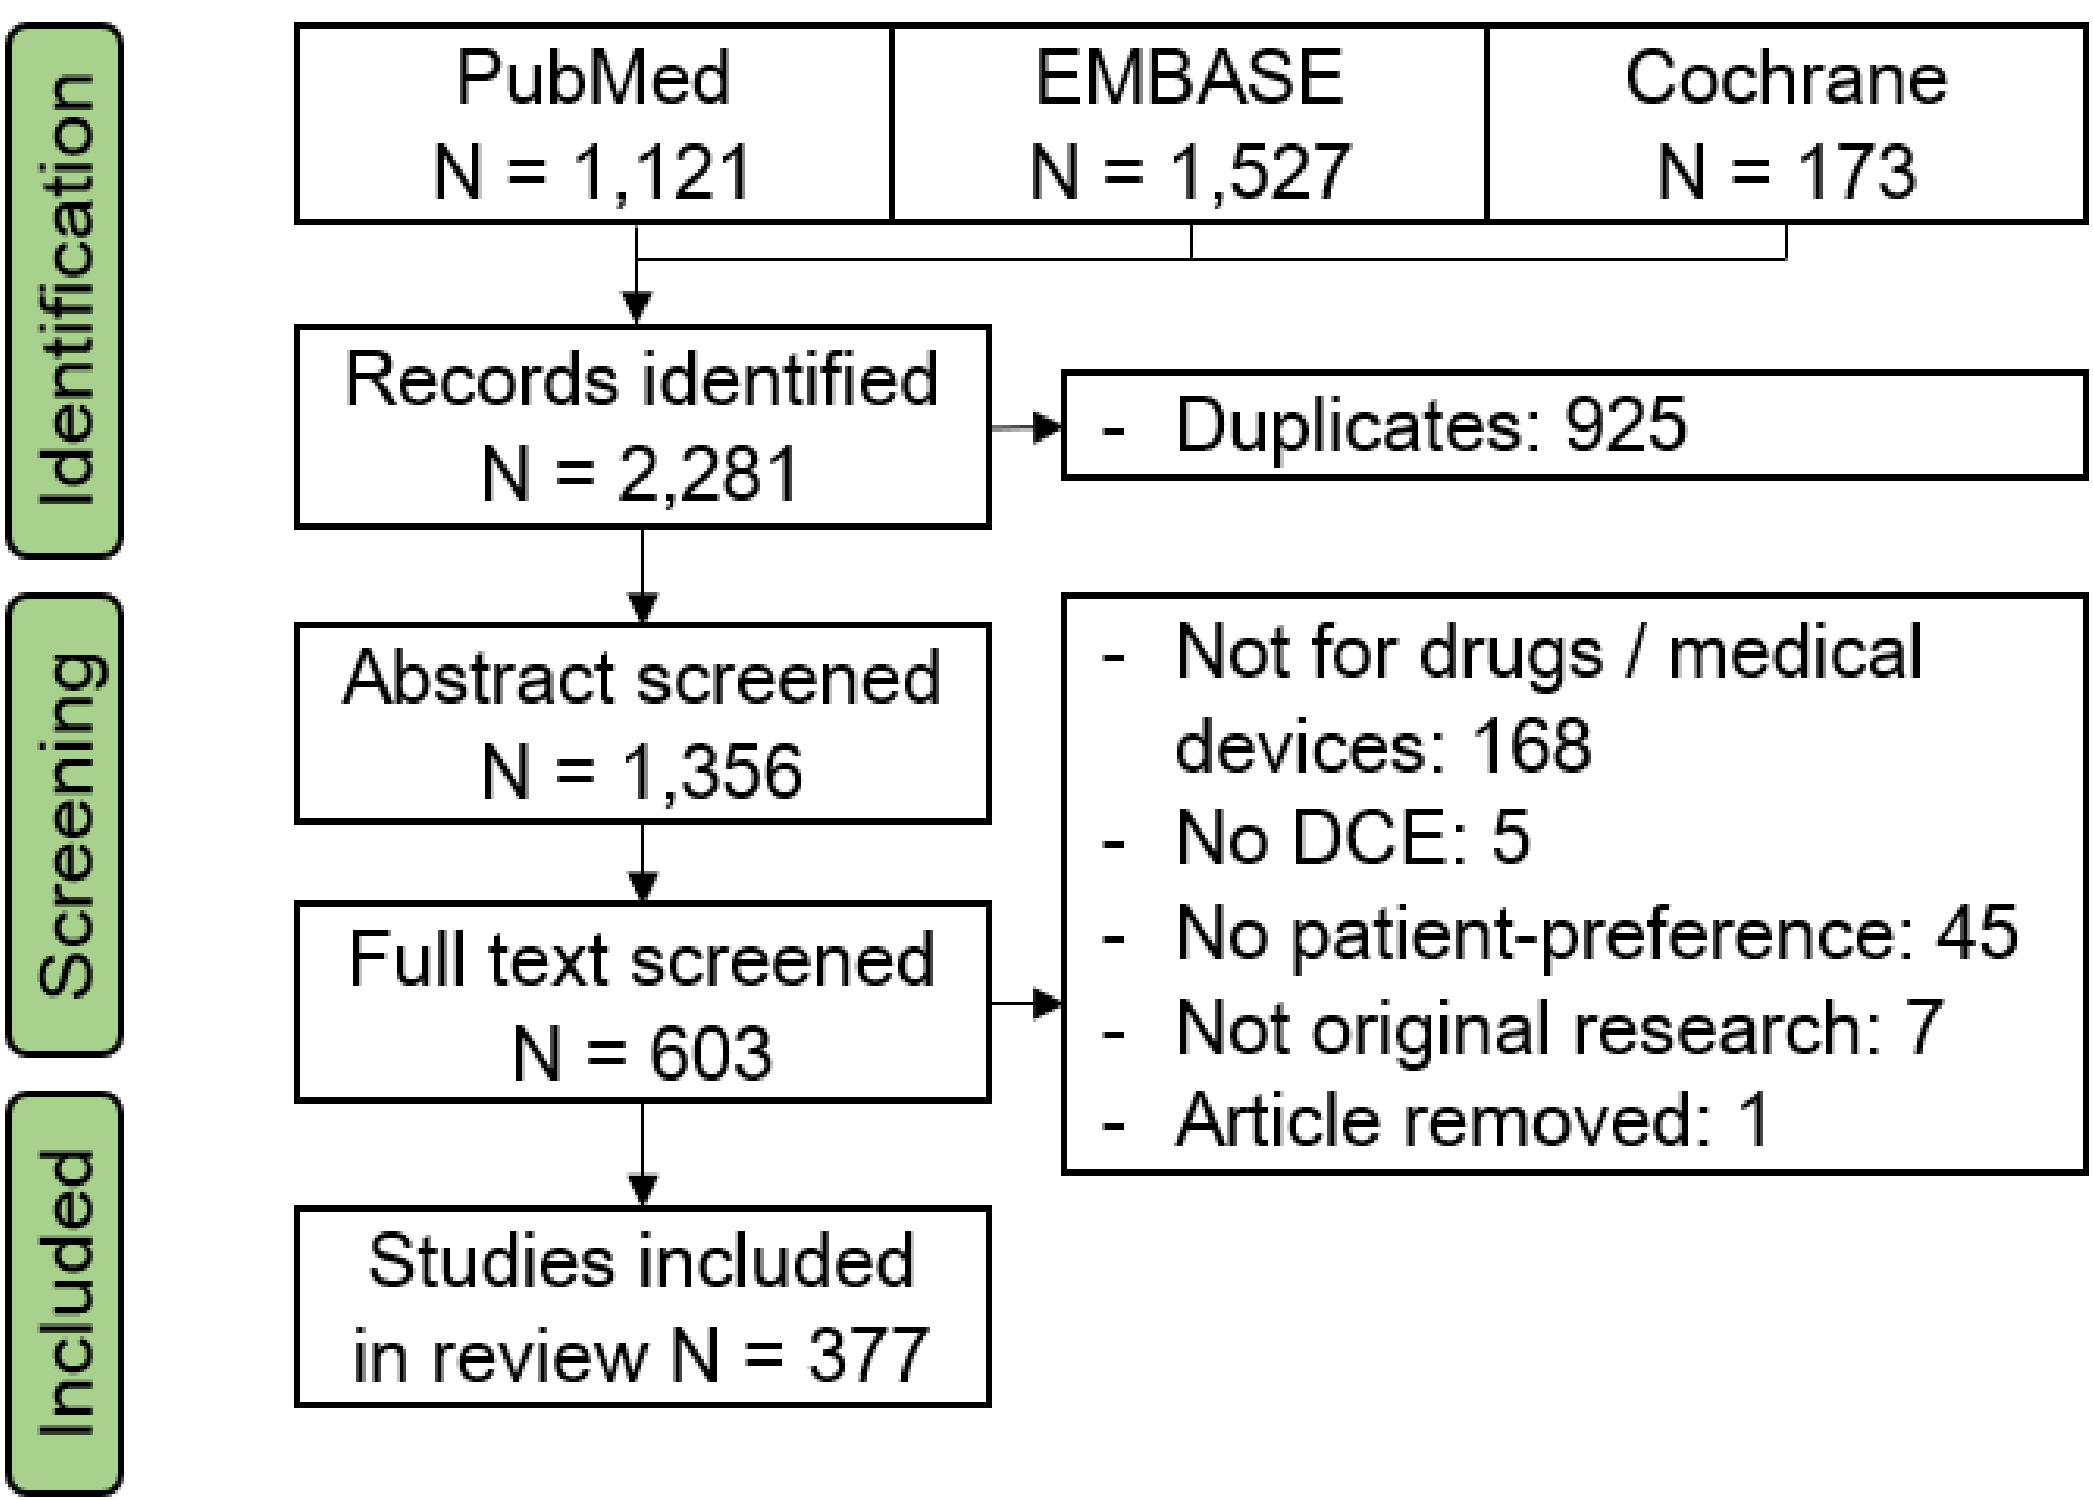 Identification
PubMed
N = 1,121
EMBASE
N = 1,527
Cochrane
N = 173
Records identified
N = 2,281
- Duplicates: 925
Screening
Abstract screened
N = 1,356
Full text screened
N = 603
- Not for drugs / medical
devices: 168
- No DCE: 5
- No patient-preference: 45
- Not original research: 7
- Article removed: 1
Included
Studies included
in review N = 377